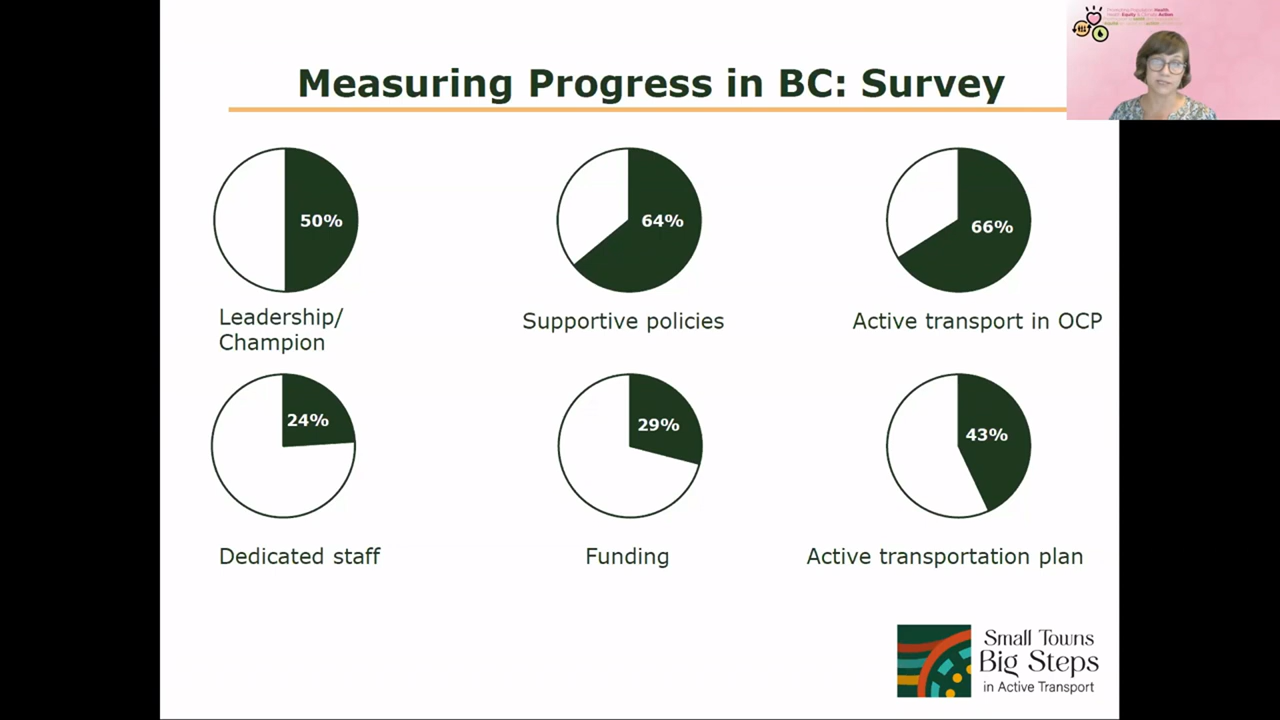 Measuring Progress in BC: Survey
50%
64%
66%
Leadership/
Champion
Supportive policies
Active transport in OCP
24%
29%
43%
Dedicated staff
Funding
Active transportation plan
Small Towns
Big Steps
in Active Transport